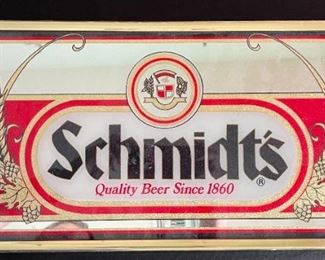 Schmidt's®
Quality Beer Since 1860